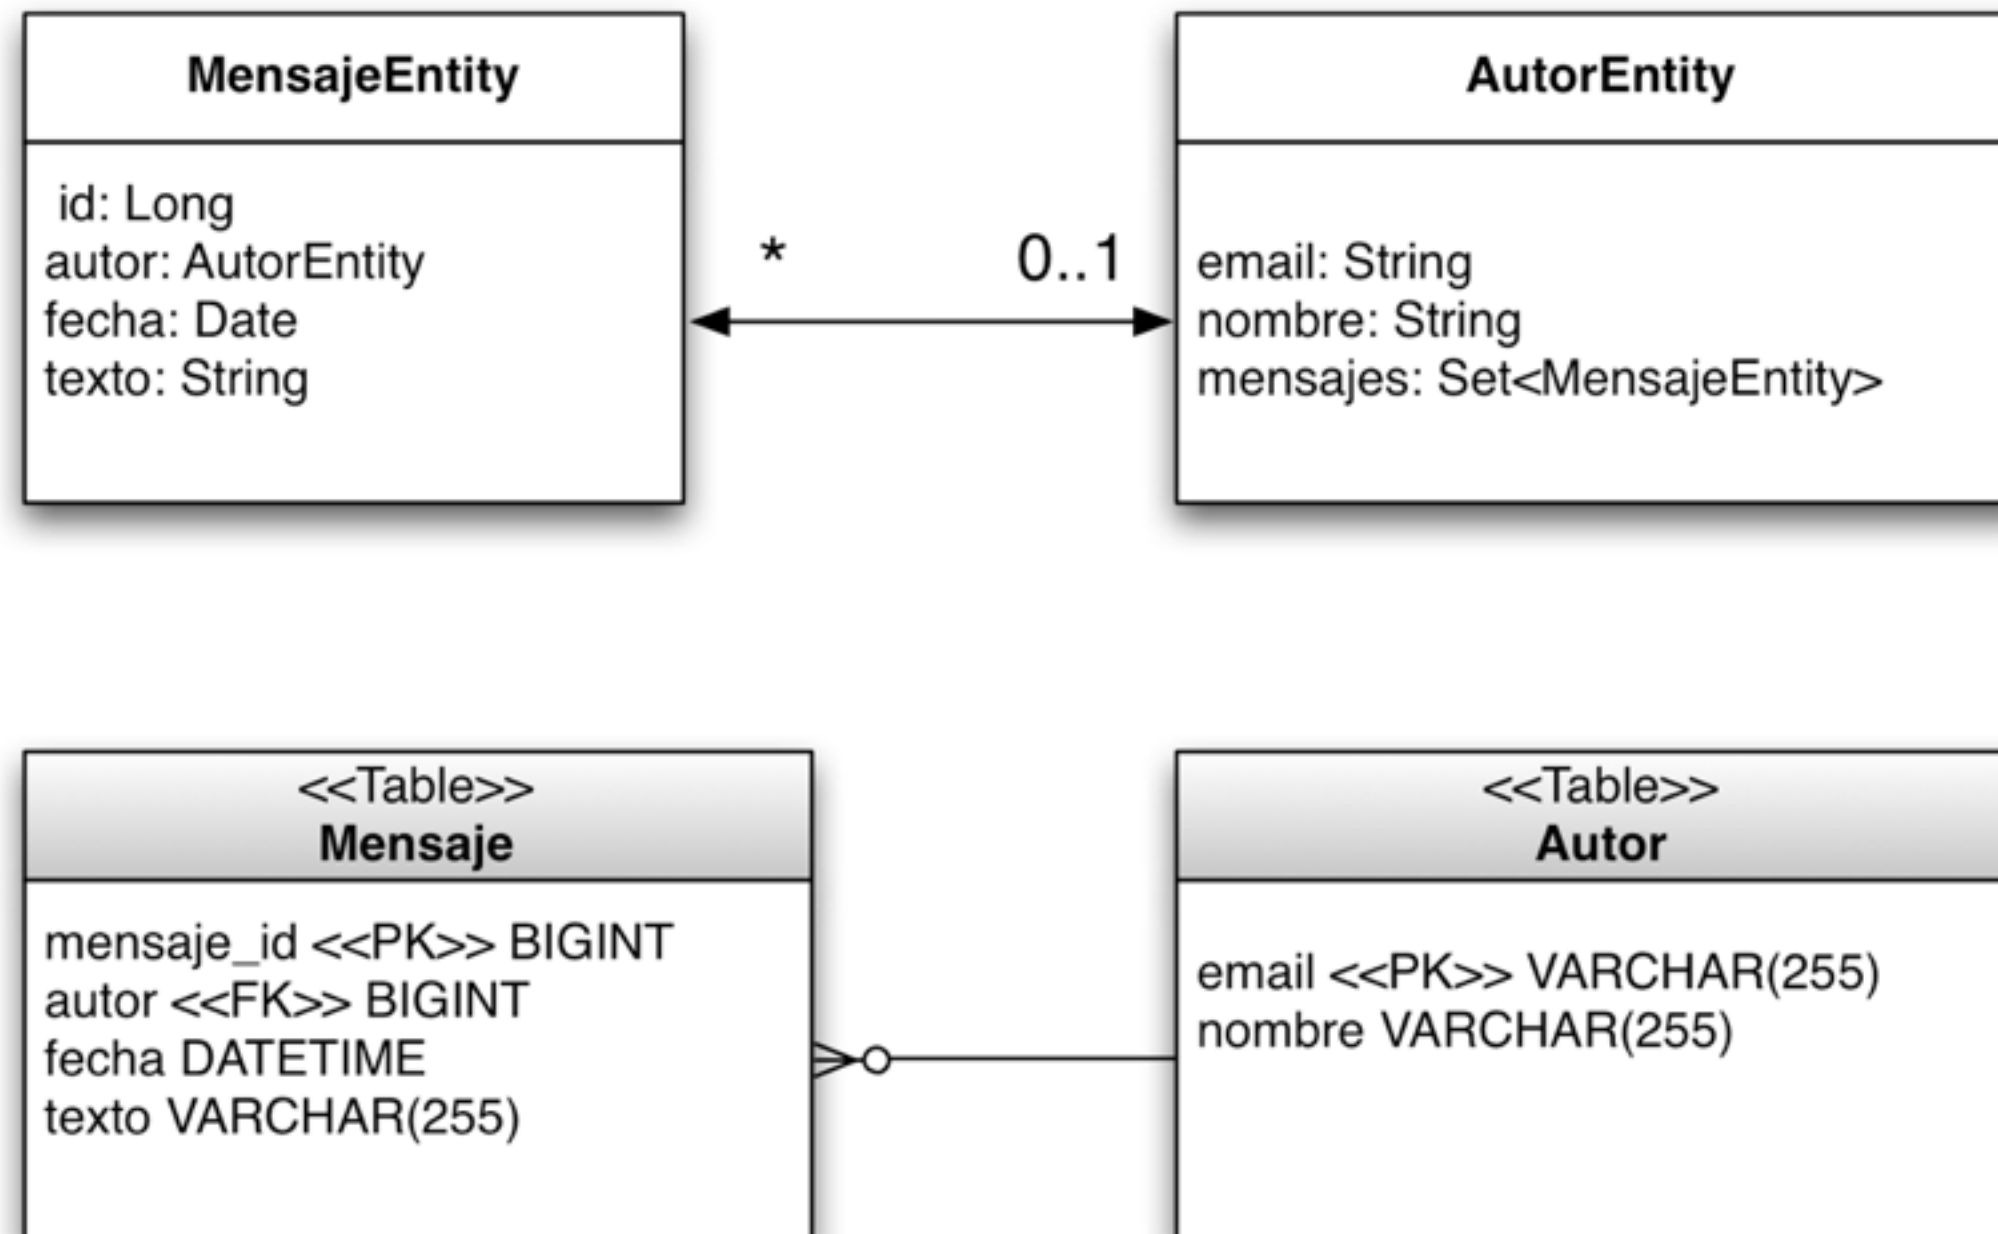 MensajeEntity
id: Long
autor: AutorEntity
fecha: Date
texto: String
*
0..1
AutorEntity
email: String
nombre: String
mensajes: Set<MensajeEntity>
<<Table>>
Mensaje
mensaje_id <<PK>> BIGINT
autor <<FK>> BIGINT
fecha DATETIME
texto VARCHAR(255)
<<Table>>
Autor
email <<PK>> VARCHAR(255)
nombre VARCHAR(255)